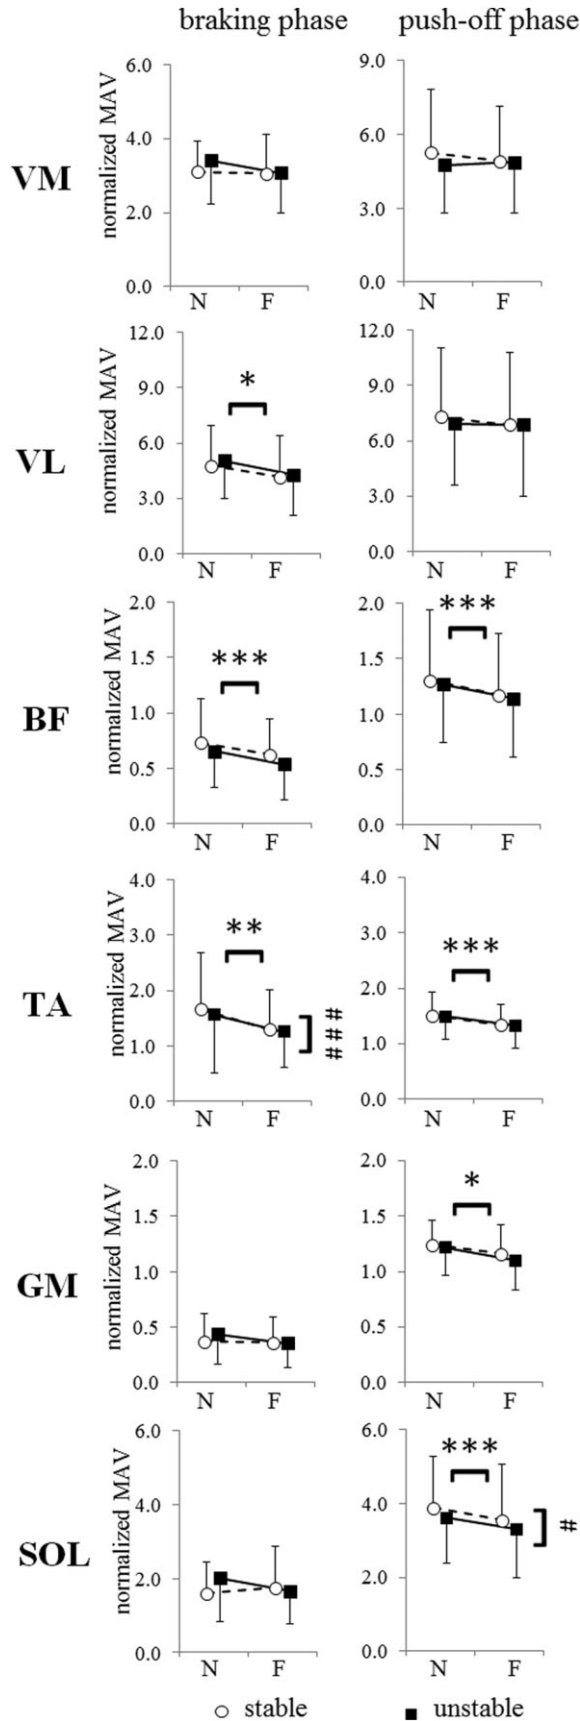 braking phase push-off phase
VM
normalized MAV
6.0
4.0
2.0
0.0
N F
9.0
6.0
3.0
0.0
N F
VL
normalized MAV
12.0
9.0
6.0
3.0
0.0
*
N F
12.0
9.0
6.0
3.0
0.0
N F
BF
normalized MAV
2.0
1.5
1.0
0.5
0.0
***
N F
2.0
1.5
1.0
0.5
0.0
***
N F
TA
normalized MAV
4.0
3.0
2.0
1.0
0.0
**
###
N F
4.0
3.0
2.0
1.0
0.0
***
N F
GM
normalized MAV
2.0
1.5
1.0
0.5
0.0
N F
2.0
1.5
1.0
0.5
0.0
*
N F
SOL
normalized MAV
6.0
4.0
2.0
0.0
N F
6.0
4.0
2.0
0.0
***
#
N F
stable unstable